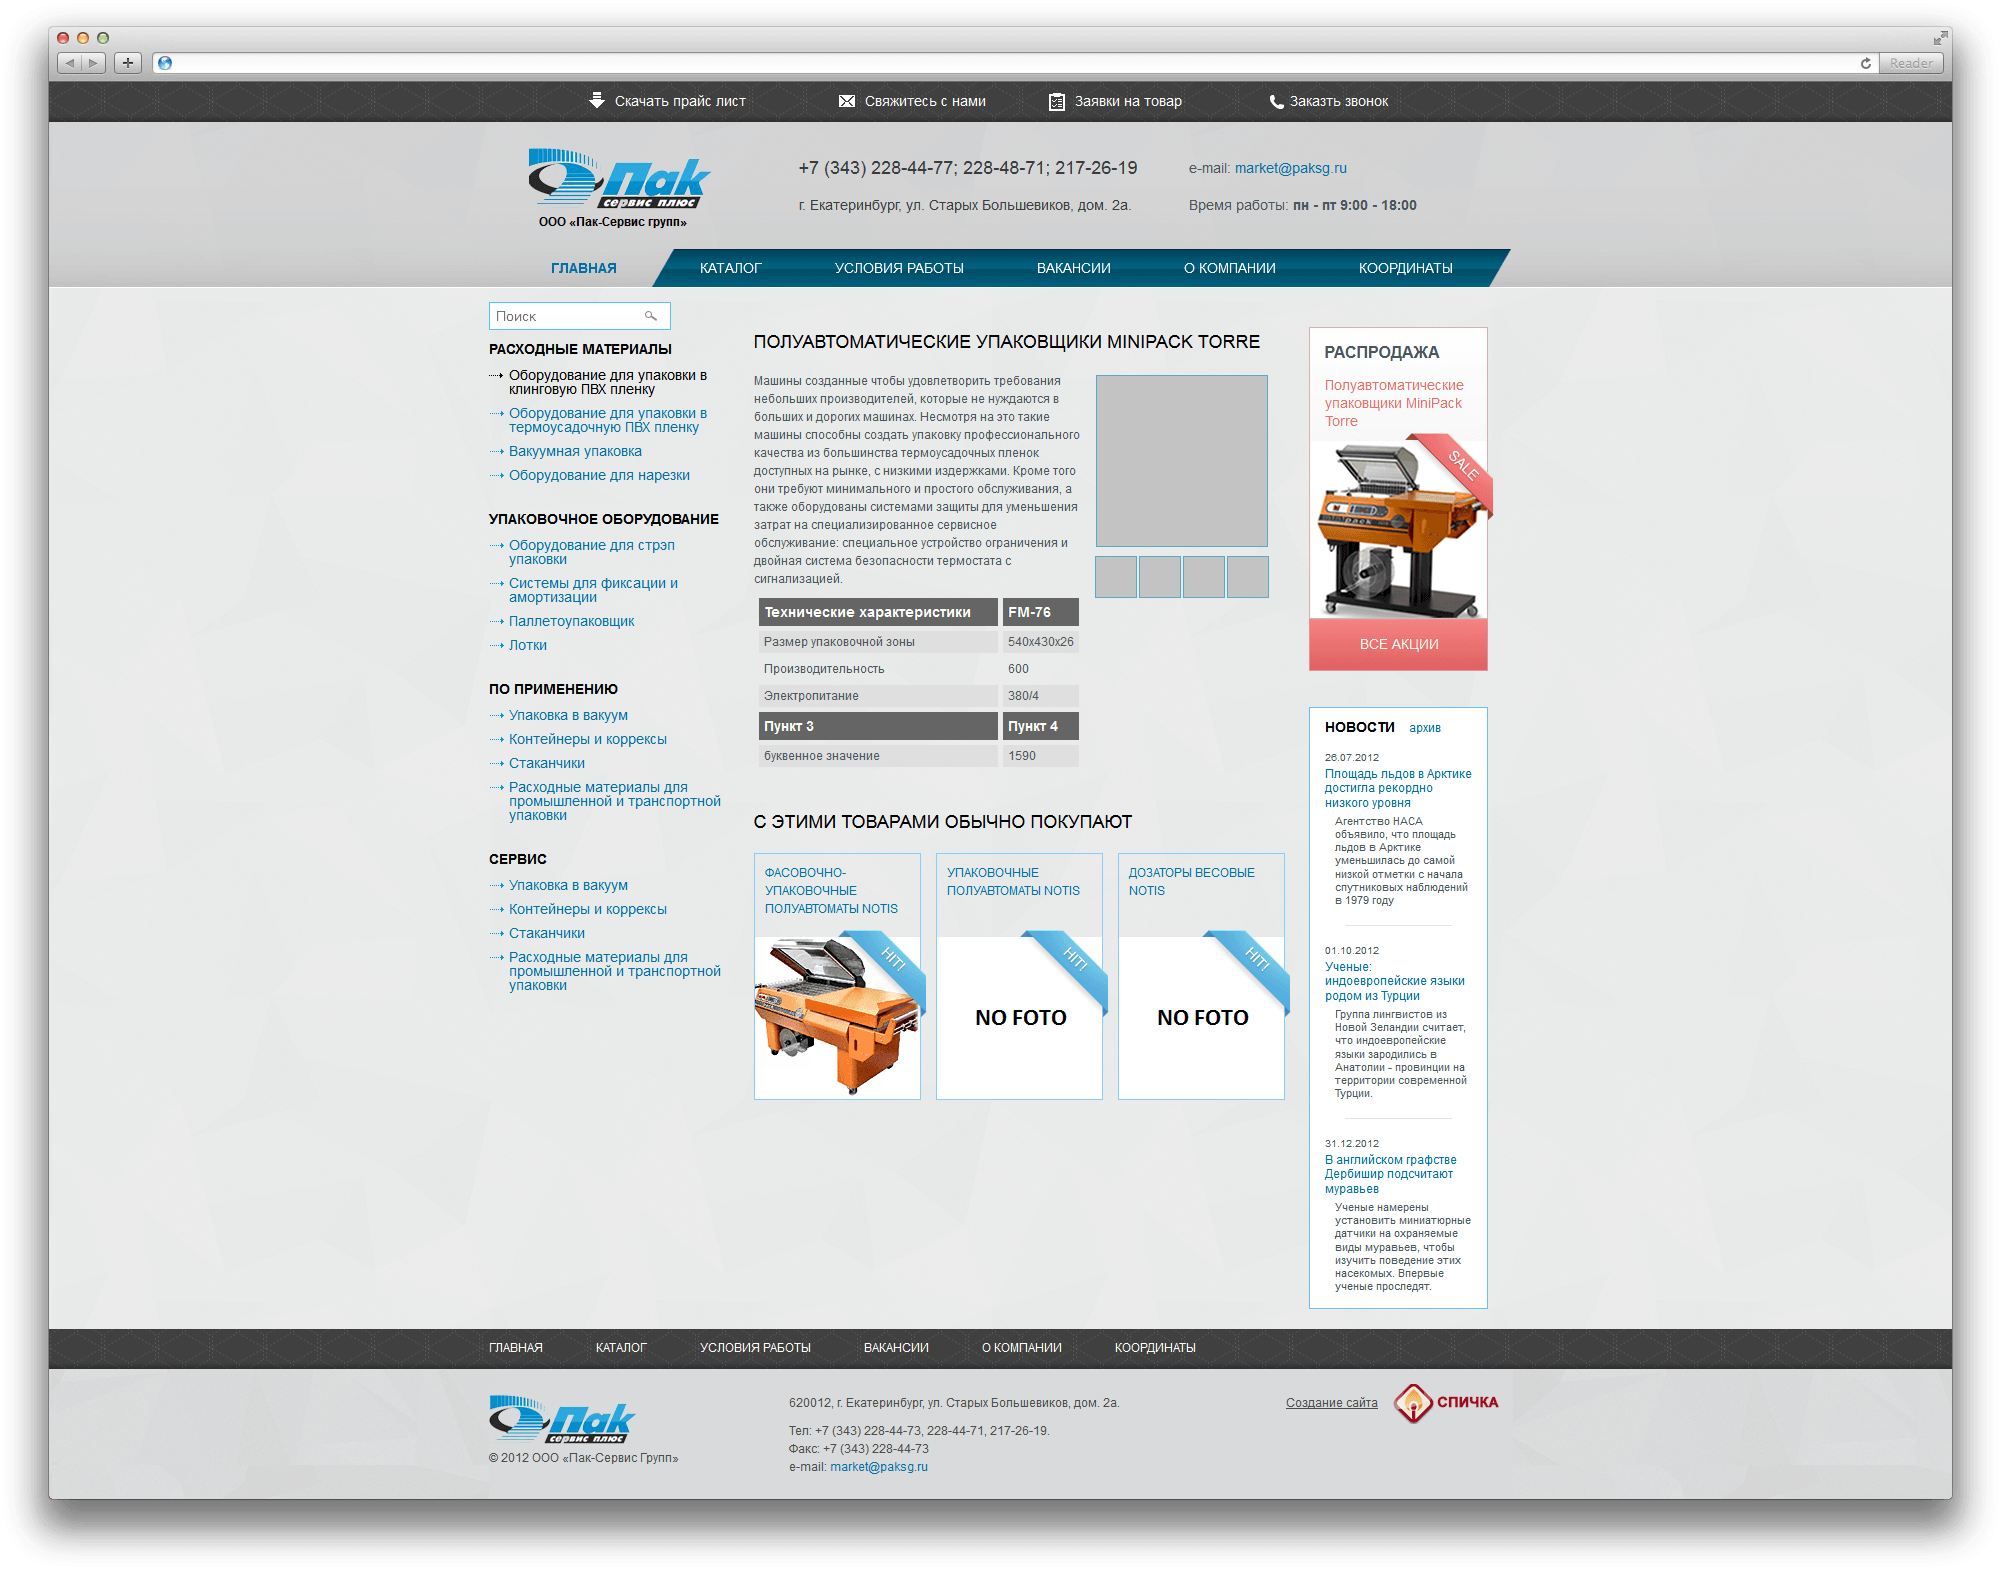 Reader
Скачать прайс лист
Свяжитесь с нами
Заявки на товар
Заказть звонок
Пак
сервис плюс
ООО «Пак-Сервис групп»
+7 (343) 228-44-77; 228-48-71; 217-26-19
г. Екатеринбург, ул. Старых Большевиков, дом. 2а.
e-mail: market@paksg.ru
Время работы: пн - пт 9:00 - 18:00
ГЛАВНАЯ
КАТАЛОГ
УСЛОВИЯ РАБОТЫ
ВАКАНСИИ
О КОМПАНИИ
КООРДИНАТЫ
Поиск
РАСХОДНЫЕ МАТЕРИАЛЫ
Оборудование для упаковки в
клинговую ПВХ пленку
Оборудование для упаковки в
термоусадочную ПВХ пленку
Вакуумная упаковка
Оборудование для нарезки
УПАКОВОЧНОЕ ОБОРУДОВАНИЕ
Оборудование для стрэп
упаковки
Системы для фиксации и
амортизации
Паллетоупаковщик
Лотки
ПО ПРИМЕНЕНИЮ
Упаковка в вакуум
Контейнеры и коррексы
Стаканчики
Расходные материалы для
промышленной и транспортной
упаковки
СЕРВИС
Упаковка в вакуум
Контейнеры и коррексы
Стаканчики
Расходные материалы для
промышленной и транспортной
упаковки
ПОЛУАВТОМАТИЧЕСКИЕ УПАКОВЩИКИ MINIPACK TORRE
Машины созданные чтобы удовлетворить требования
небольших производителей, которые не нуждаются в
больших и дорогих машинах. Несмотря на это такие
машины способны создать упаковку профессионального
качества из большинства термоусадочных пленок
доступных на рынке, с низкими издержками. Кроме того
они требуют минимального и простого обслуживания, а
также оборудованы системами защиты для уменьшения
затрат на специализированное сервисное
обслуживание: специальное устройство ограничения и
двойная система безопасности термостата с
сигнализацией.
Технические характеристики FM-76
Размер упаковочной зоны 540x430x26
Производительность 600
Электропитание 380/4
Пункт 3 Пункт 4
буквенное значение 1590
С ЭТИМИ ТОВАРАМИ ОБЫЧНО ПОКУПАЮТ
ФАСОВОЧНО-
УПАКОВОЧНЫЕ
ПОЛУАВТОМАТЫ NOTIS
HIT!
УПАКОВОЧНЫЕ
ПОЛУАВТОМАТЫ NOTIS
HIT!
NO FOTO
ДОЗАТОРЫ ВЕСОВЫЕ
NOTIS
HIT!
NO FOTO
РАСПРОДАЖА
Полуавтоматические
упаковщики MiniPack
Torre
SALE
ВСЕ АКЦИИ
НОВОСТИ архив
26.07.2012
Площадь льдов в Арктике
достигла рекордно
низкого уровня
Агентство НАСА
объявило, что площадь
льдов в Арктике
уменьшилась до самой
низкой отметки с начала
спутниковых наблюдений
в 1979 году
01.10.2012
Ученые:
индоевропейские языки
родом из Турции
Группа лингвистов из
Новой Зеландии считает,
что индоевропейские
языки зародились в
Анатолии - провинции на
территории современной
Турции.
31.12.2012
В английском графстве
Дербишир подсчитают
муравьев
Ученые намерены
установить миниатюрные
датчики на охраняемые
виды муравьев, чтобы
изучить поведение этих
насекомых. Впервые
ученые проследят.
ГЛАВНАЯ
КАТАЛОГ
УСЛОВИЯ РАБОТЫ
ВАКАНСИИ
О КОМПАНИИ
КООРДИНАТЫ
Пак
сервис плюс
© 2012 ООО «Пак-Сервис Групп»
620012, г. Екатеринбург, ул. Старых Большевиков, дом. 2а.
Тел: +7 (343) 228-44-73, 228-44-71, 217-26-19.
Факс: +7 (343) 228-44-73
e-mail: market@paksg.ru
Создание сайта
СПИЧКА